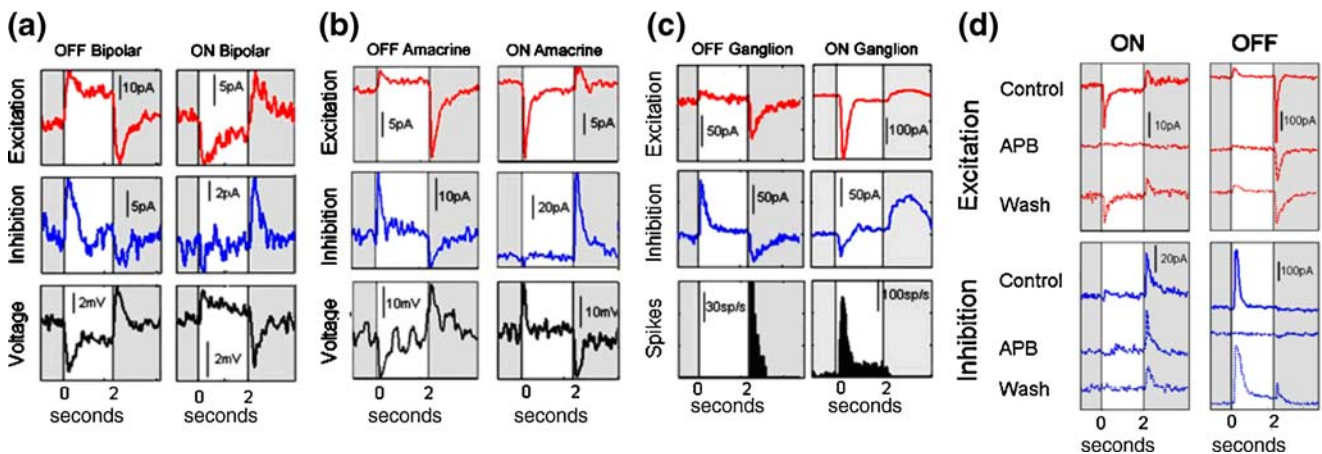 (a)
OFF Bipolar
ON Bipolar
Excitation
10pA
5pA
Inhibition
5pA
2pA
Voltage
2mV
2mV
0 2
seconds
0 2
seconds
(b)
OFF Amacrine
ON Amacrine
Excitation
5pA
5pA
Inhibition
10pA
20pA
Voltage
10mV
10mV
0 2
seconds
0 2
seconds
(c)
OFF Ganglion
ON Ganglion
Excitation
50pA
100pA
Inhibition
50pA
50pA
Spikes
30sp/s
100sp/s
0 2
seconds
0 2
seconds
(d)
ON
OFF
Excitation
Control
APB
Wash
10pA
100pA
Inhibition
Control
APB
Wash
20pA
100pA
0 2
seconds
0 2
seconds